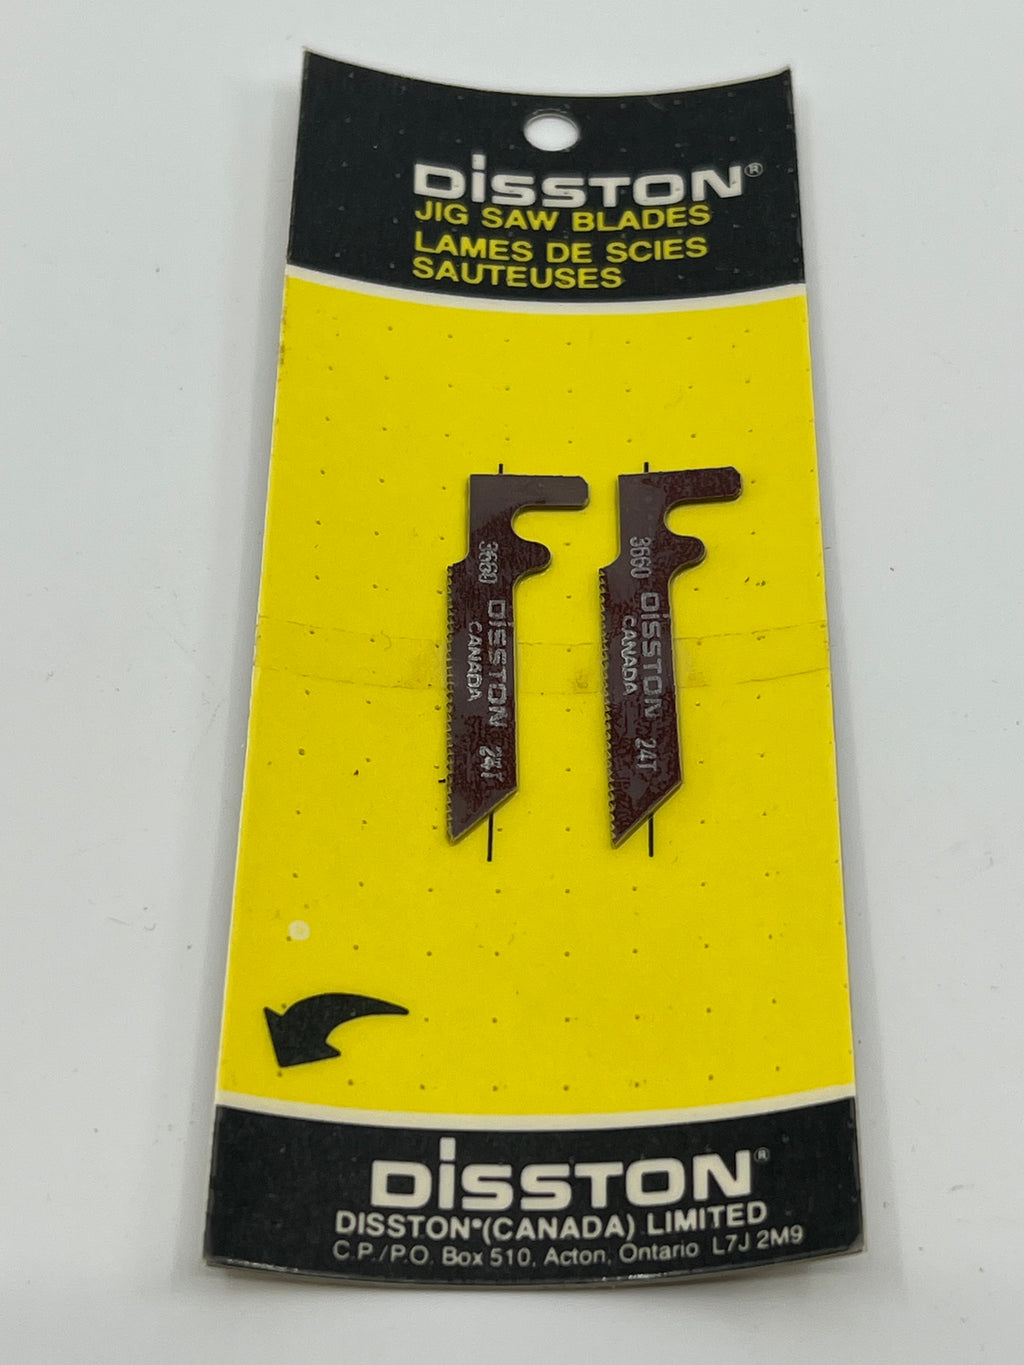 DiSSTON®
JIG SAW BLADES
LAMES DE SCIES
SAUTEUSES
3660 DiSSTON 24T
CANADA
3660 DiSSTON 24T
CANADA
DiSSTON®
DISSTON®(CANADA) LIMITED
C.P./P.O. Box 510, Acton, Ontario L7J 2M9